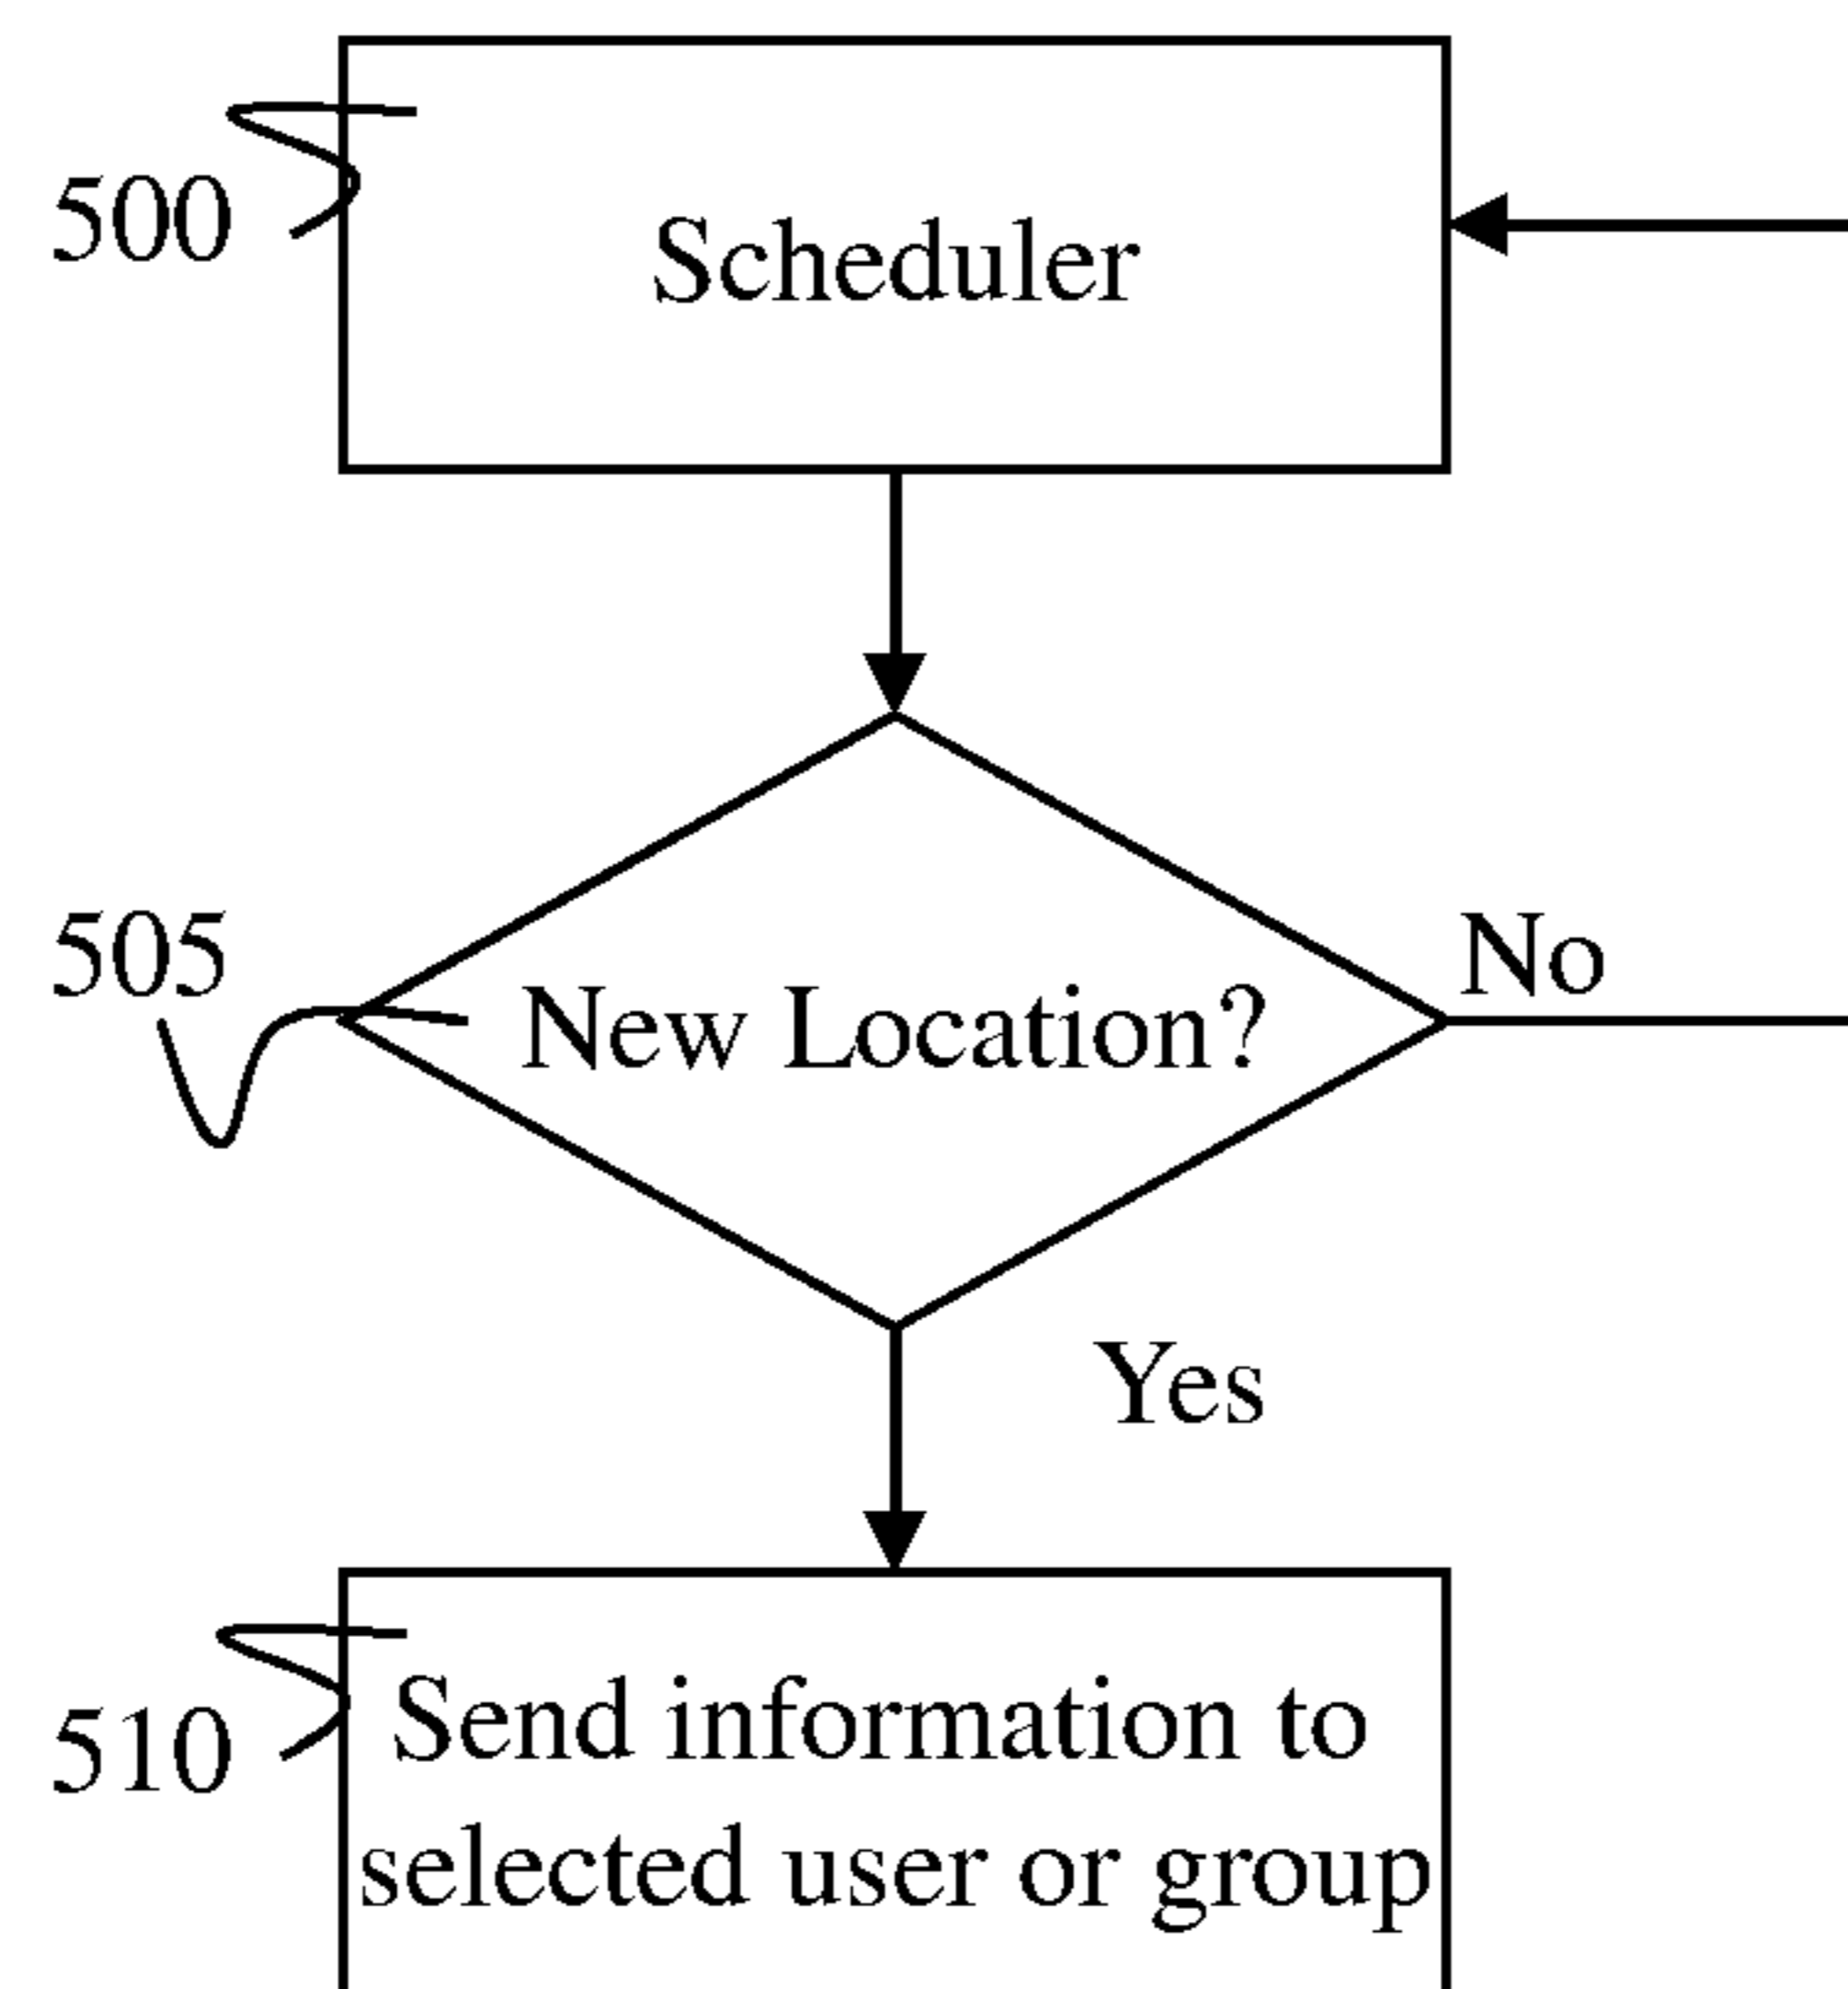 500
Scheduler
505
New Location?
No
Yes
510
Send information to
selected user or group